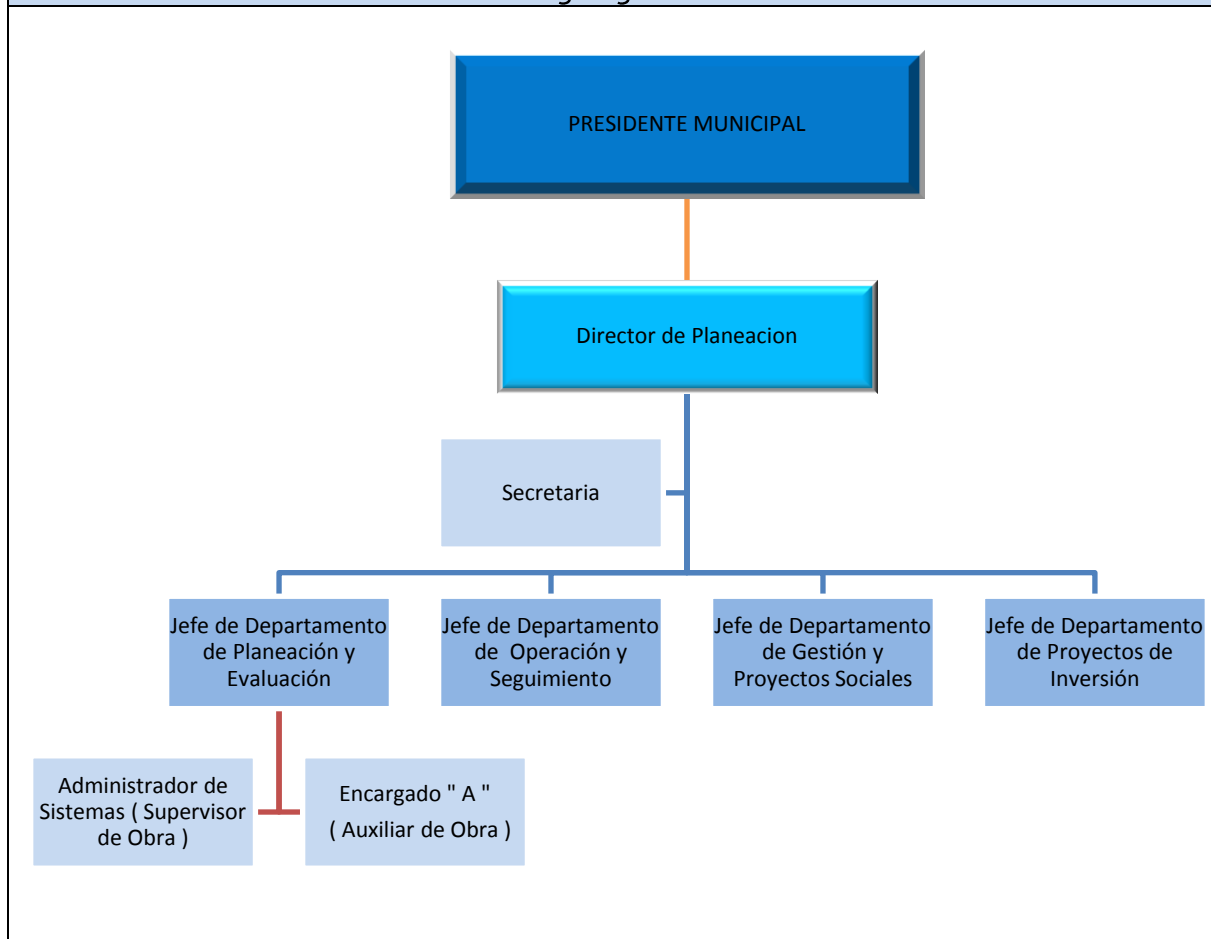 PRESIDENTE MUNICIPAL
Director de Planeacion
Secretaria
Jefe de Departamento
de Planeación y
Evaluación
Jefe de Departamento
de Operación y
Seguimiento
Jefe de Departamento
de Gestión y
Proyectos Sociales
Jefe de Departamento
de Proyectos de
Inversión
Administrador de
Sistemas ( Supervisor
de Obra )
Encargado " A "
( Auxiliar de Obra )